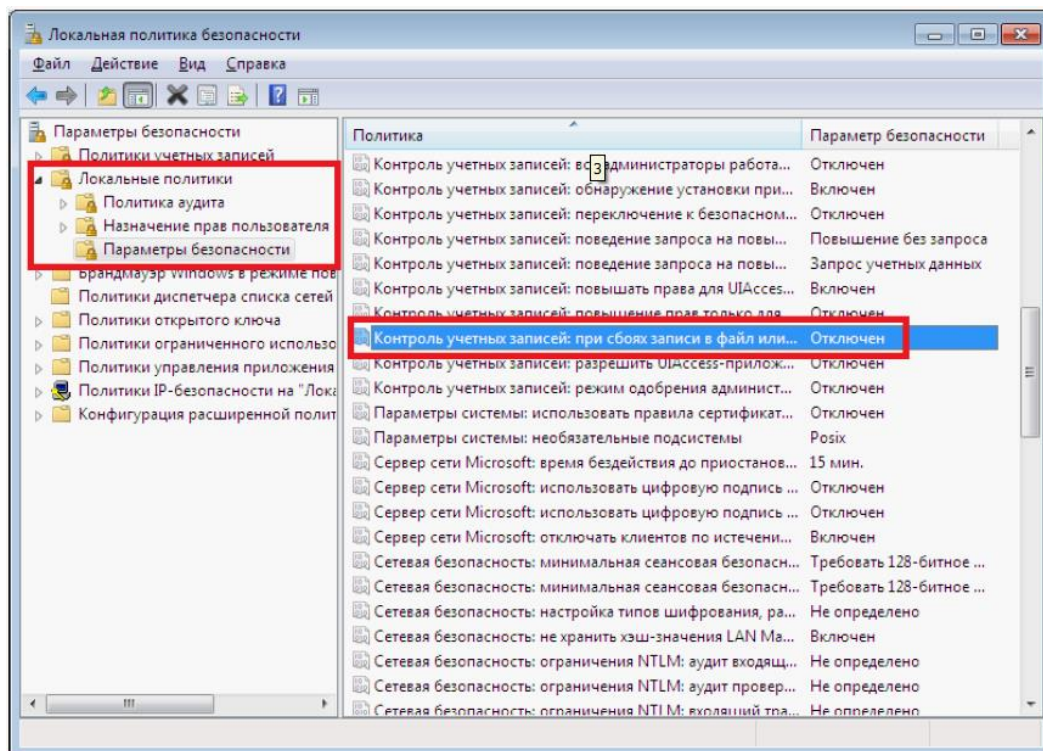 Локальная политика безопасности
Файл Действие Вид Справка
Параметры безопасности
Политики учетных записей
Локальные политики
Политика аудита
Назначение прав пользователя
Параметры безопасности
Брандмауэр Windows в режиме пов
Политики диспетчера списка сетей
Политики открытого ключа
Политики ограниченного использо
Политики управления приложения
Политики IP-безопасности на "Лока
Конфигурация расширенной полит
Политика Параметр безопасности
3
Контроль учетных записей: все администраторы работа... Отключен
Контроль учетных записей: обнаружение установки при... Включен
Контроль учетных записей: переключение к безопасном... Отключен
Контроль учетных записей: поведение запроса на повы... Повышение без запроса
Контроль учетных записей: поведение запроса на повы... Запрос учетных данных
Контроль учетных записей: повышать права для UIAcces... Включен
Контроль учетных записей: повышение прав только для ... Отключен
Контроль учетных записей: при сбоях записи в файл или... Отключен
Контроль учетных записей: разрешить UIAccess-прилож... Отключен
Контроль учетных записей: режим одобрения админист... Отключен
Параметры системы: использовать правила сертификат... Отключен
Параметры системы: необязательные подсистемы Posix
Сервер сети Microsoft: время бездействия до приостанов... 15 мин.
Сервер сети Microsoft: использовать цифровую подпись ... Отключен
Сервер сети Microsoft: использовать цифровую подпись ... Отключен
Сервер сети Microsoft: отключать клиентов по истечени... Включен
Сетевая безопасность: минимальная сеансовая безопасн... Требовать 128-битное ...
Сетевая безопасность: минимальная сеансовая безопасн... Требовать 128-битное ...
Сетевая безопасность: настройка типов шифрования, ра... Не определено
Сетевая безопасность: не хранить хэш-значения LAN Ma... Включен
Сетевая безопасность: ограничения NTLM: аудит входящ... Не определено
Сетевая безопасность: ограничения NTLM: аудит провер... Не определено
Сетевая безопасность: ограничения NTLM: входящий тра... Не определено